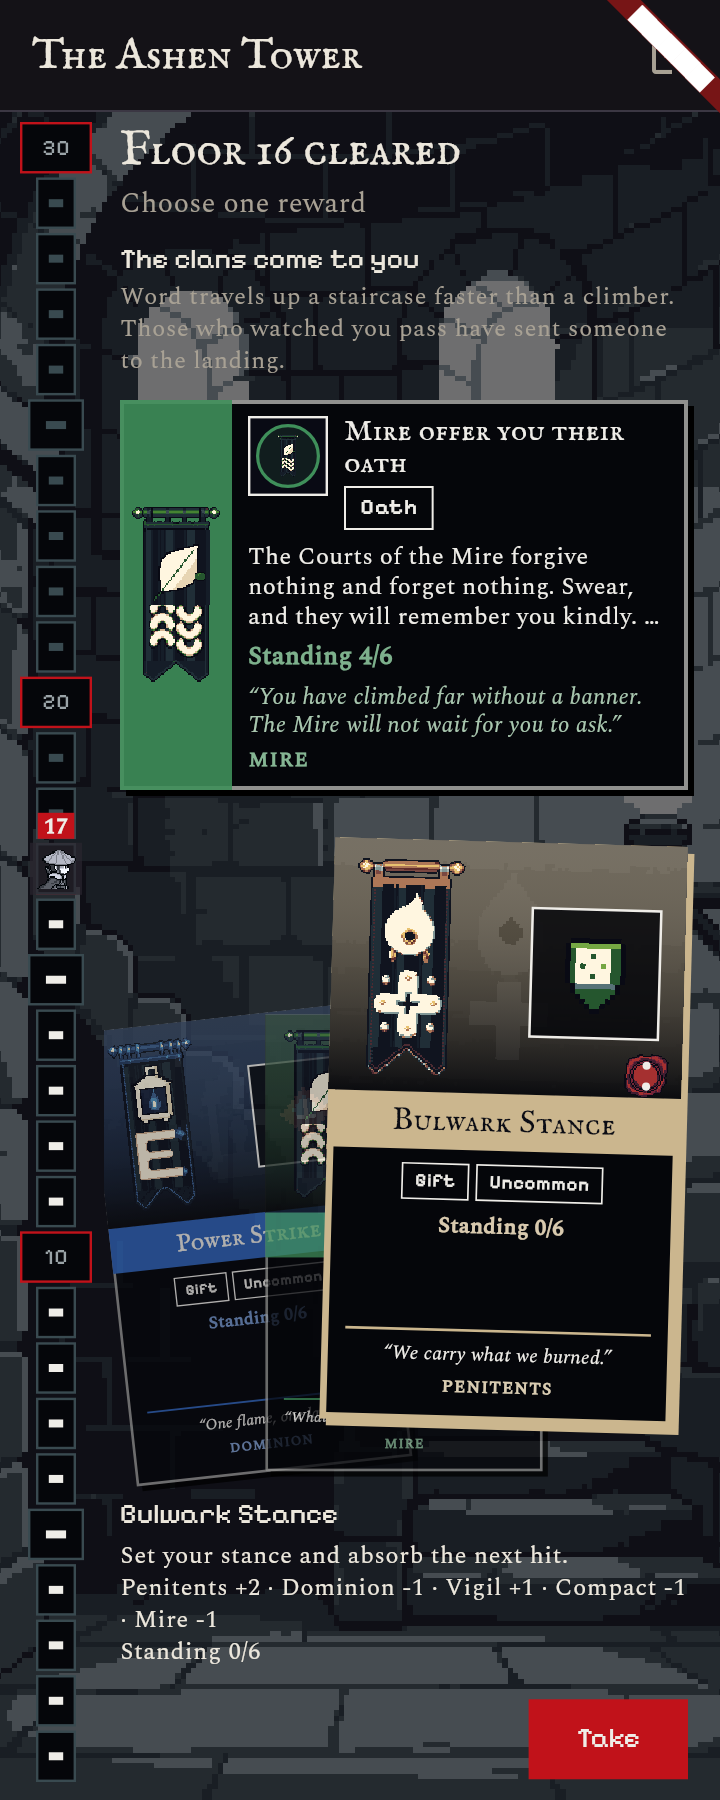 The Ashen Tower
30
Floor 16 cleared
Choose one reward
The clans come to you
Word travels up a staircase faster than a climber.
Those who watched you pass have sent someone
to the landing.
Mire offer you their
oath
Oath
The Courts of the Mire forgive
nothing and forget nothing. Swear,
and they will remember you kindly. …
Standing 4/6
“You have climbed far without a banner.
The Mire will not wait for you to ask.”
MIRE
20
17
10
Power Strike
Gift
Uncommon
Standing 0/6
“One flame,
DOMINION
MIRE
Bulwark Stance
Gift
Uncommon
Standing 0/6
“We carry what we burned.”
PENITENTS
Bulwark Stance
Set your stance and absorb the next hit.
Penitents +2 · Dominion -1 · Vigil +1 · Compact -1
· Mire -1
Standing 0/6
Take